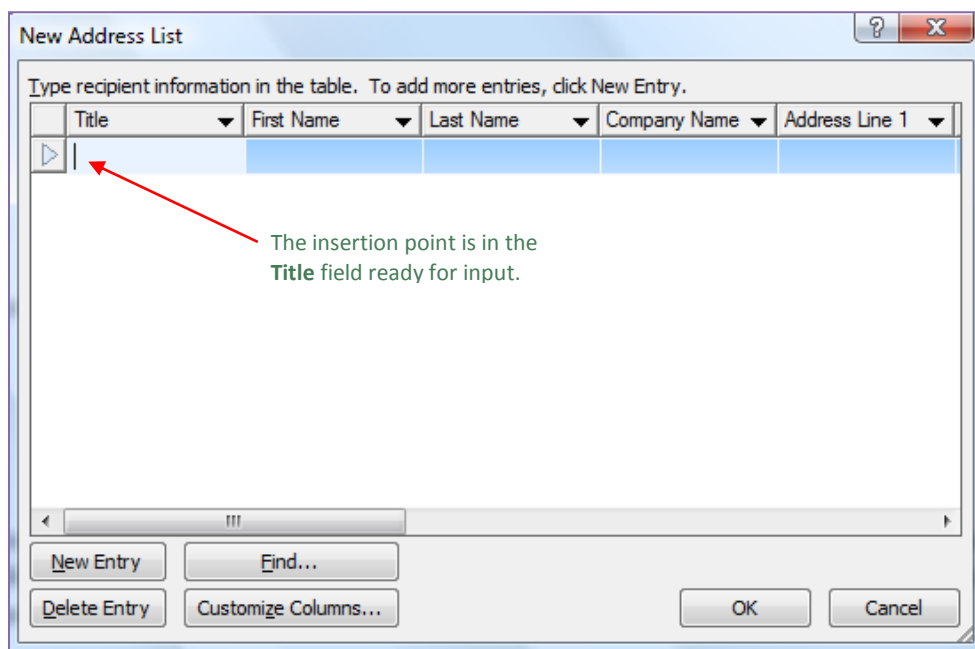 New Address List
Type recipient information in the table. To add more entries, click New Entry.
Title First Name Last Name Company Name Address Line 1
The insertion point is in the
Title field ready for input.
New Entry Find...
Delete Entry Customize Columns... OK Cancel